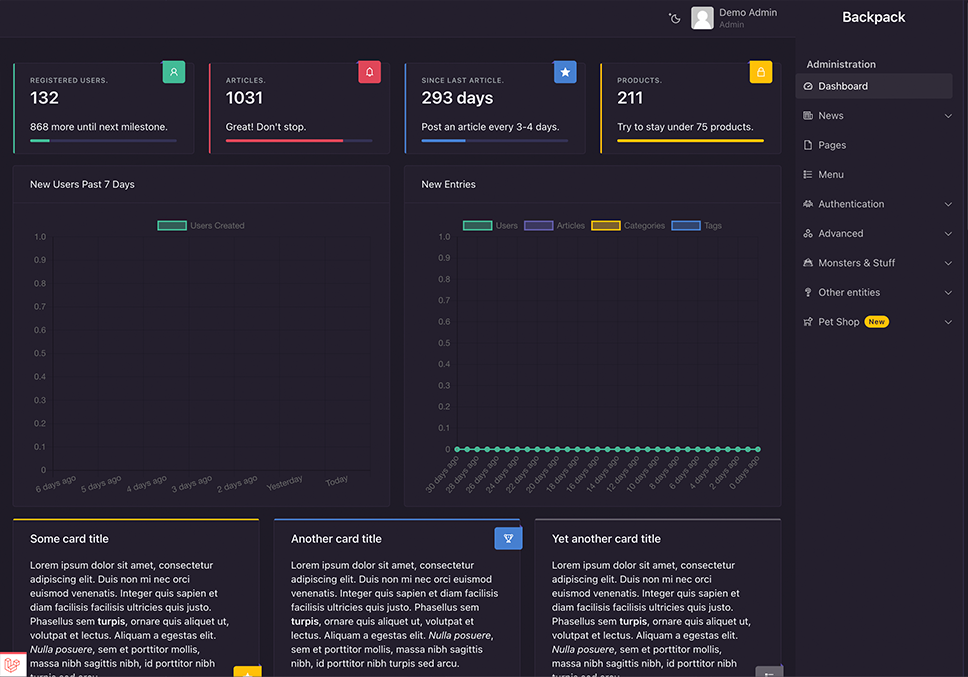 Demo Admin
Admin
Backpack
REGISTERED USERS.
132
868 more until next milestone.
ARTICLES.
1031
Great! Don't stop.
SINCE LAST ARTICLE.
293 days
Post an article every 3-4 days.
PRODUCTS.
211
Try to stay under 75 products.
Administration
Dashboard
News
Pages
Menu
Authentication
Advanced
Monsters & Stuff
Other entities
Pet Shop New
New Users Past 7 Days
Users Created
1.0
0.9
0.8
0.7
0.6
0.5
0.4
0.3
0.2
0.1
0
6 days ago
5 days ago
4 days ago
3 days ago
2 days ago
Yesterday
Today
New Entries
Users Articles Categories Tags
1.0
0.9
0.8
0.7
0.6
0.5
0.4
0.3
0.2
0.1
0
30 days ago
28 days ago
26 days ago
24 days ago
22 days ago
20 days ago
18 days ago
16 days ago
14 days ago
12 days ago
10 days ago
8 days ago
6 days ago
4 days ago
2 days ago
0 days ago
Some card title
Lorem ipsum dolor sit amet, consectetur
adipiscing elit. Duis non mi nec orci
euismod venenatis. Integer quis sapien et
diam facilisis facilisis ultricies quis justo.
Phasellus sem turpis, ornare quis aliquet ut,
volutpat et lectus. Aliquam a egestas elit.
Nulla posuere, sem et porttitor mollis,
massa nibh sagittis nibh, id porttitor nibh
turpis sed arcu.
Another card title
Lorem ipsum dolor sit amet, consectetur
adipiscing elit. Duis non mi nec orci euismod
venenatis. Integer quis sapien et diam
facilisis facilisis ultricies quis justo. Phasellus sem
turpis, ornare quis aliquet ut, volutpat et
lectus. Aliquam a egestas elit. Nulla posuere,
sem et porttitor mollis, massa nibh sagittis
nibh, id porttitor nibh turpis sed arcu.
Yet another card title
Lorem ipsum dolor sit amet, consectetur
adipiscing elit. Duis non mi nec orci
euismod venenatis. Integer quis sapien et
diam facilisis facilisis ultricies quis justo.
Phasellus sem turpis, ornare quis aliquet ut,
volutpat et lectus. Aliquam a egestas elit.
Nulla posuere, sem et porttitor mollis,
massa nibh sagittis nibh, id porttitor nibh
turpis sed arcu.